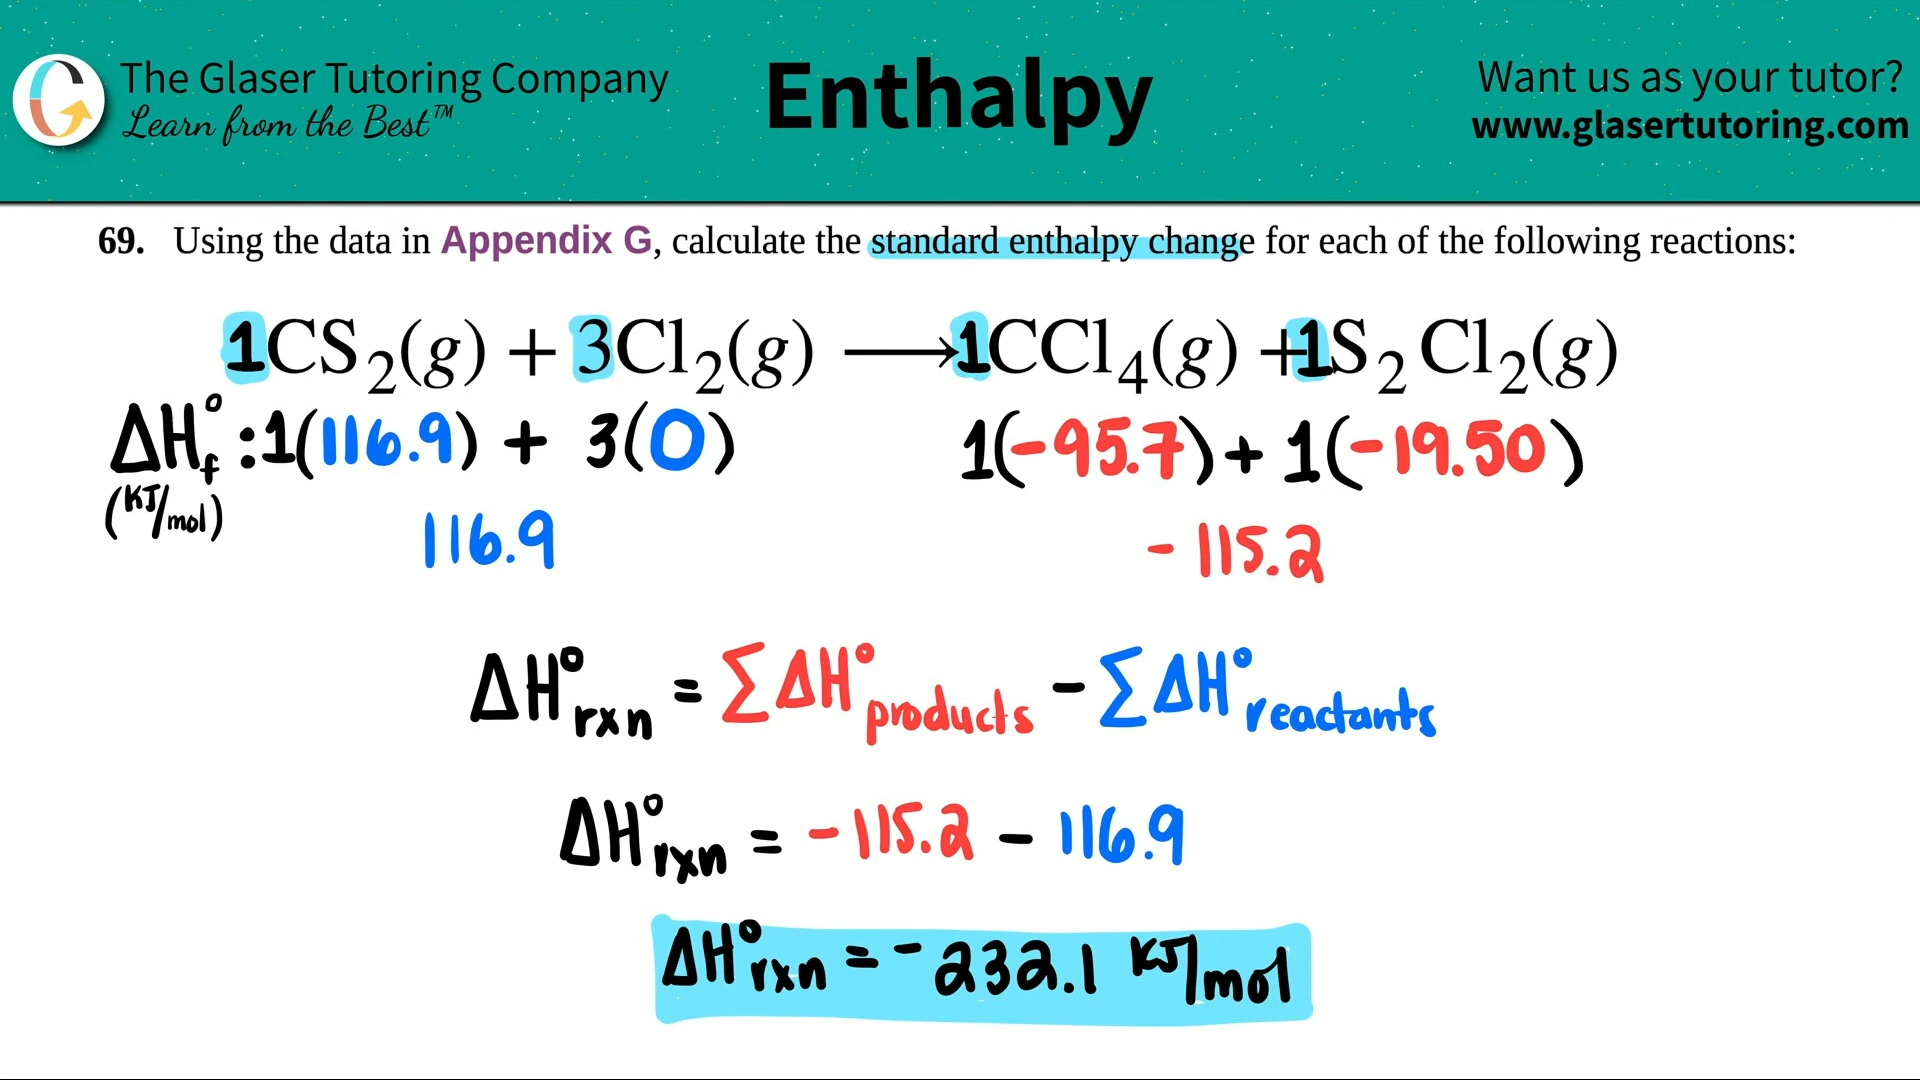 The Glaser Tutoring Company
Learn from the Best™
Enthalpy
Want us as your tutor?
www.glasertutoring.com
69. Using the data in Appendix G, calculate the standard enthalpy change for each of the following reactions:
1CS₂(g) + 3Cl₂(g) ⟶ 1CCl₄(g) + 1S₂Cl₂(g)
ΔH°f : 1(116.9) + 3(0) 1(-95.7) + 1(-19.50)
(KJ/mol)
116.9 - 115.2
ΔH°rxn = ΣΔH°products - ΣΔH°reactants
ΔH°rxn = - 115.2 - 116.9
ΔH°rxn = - 232.1 KJ/mol